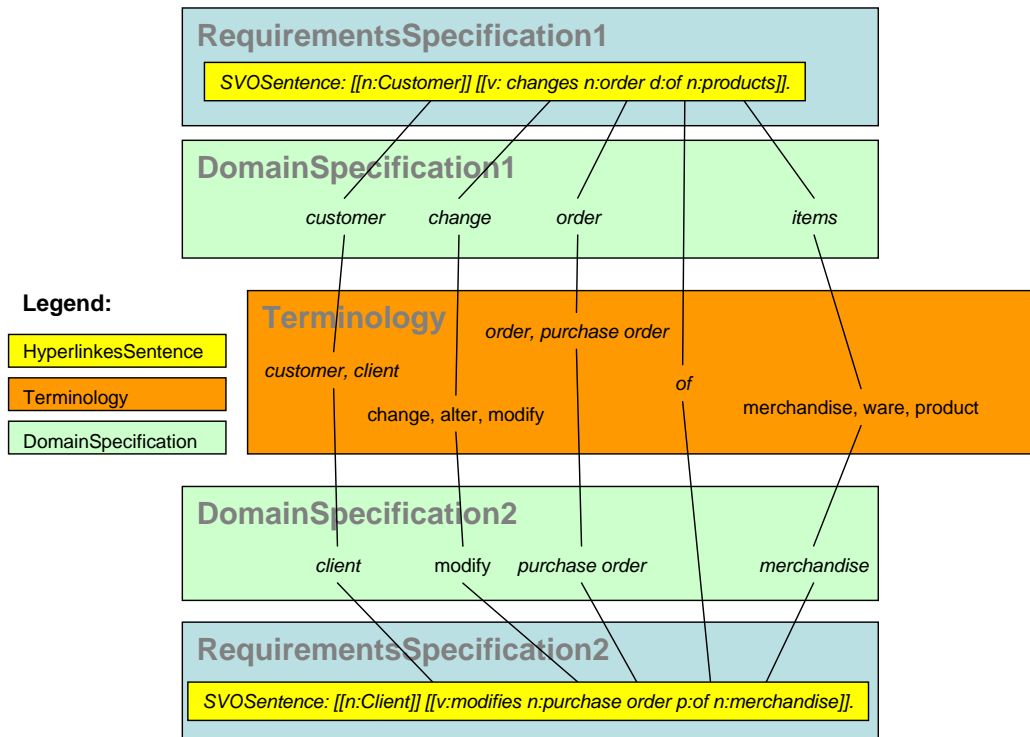 RequirementsSpecification1
SVOSentence: [[n:Customer]] [[v: changes n:order d:of n:products]].
DomainSpecification1
customer change order items
Legend:
HyperlinkesSentence
Terminology
DomainSpecification
Terminology
order, purchase order
customer, client
of
change, alter, modify
merchandise, ware, product
DomainSpecification2
client modify purchase order merchandise
RequirementsSpecification2
SVOSentence: [[n:Client]] [[v:modifies n:purchase order p:of n:merchandise]].